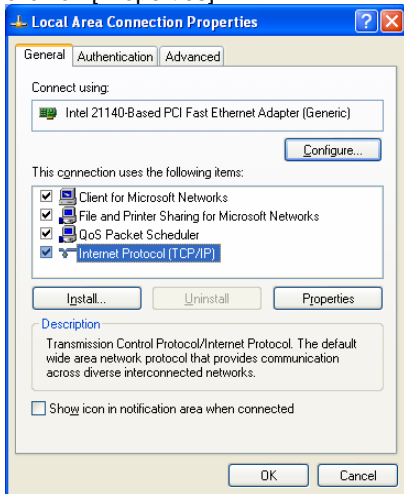 Local Area Connection Properties
General Authentication Advanced
Connect using:
Intel 21140-Based PCI Fast Ethernet Adapter (Generic)
Configure...
This connection uses the following items:
Client for Microsoft Networks
File and Printer Sharing for Microsoft Networks
QoS Packet Scheduler
Internet Protocol (TCP/IP)
Install... Uninstall Properties
Description
Transmission Control Protocol/Internet Protocol. The default
wide area network protocol that provides communication
across diverse interconnected networks.
Show icon in notification area when connected
OK Cancel